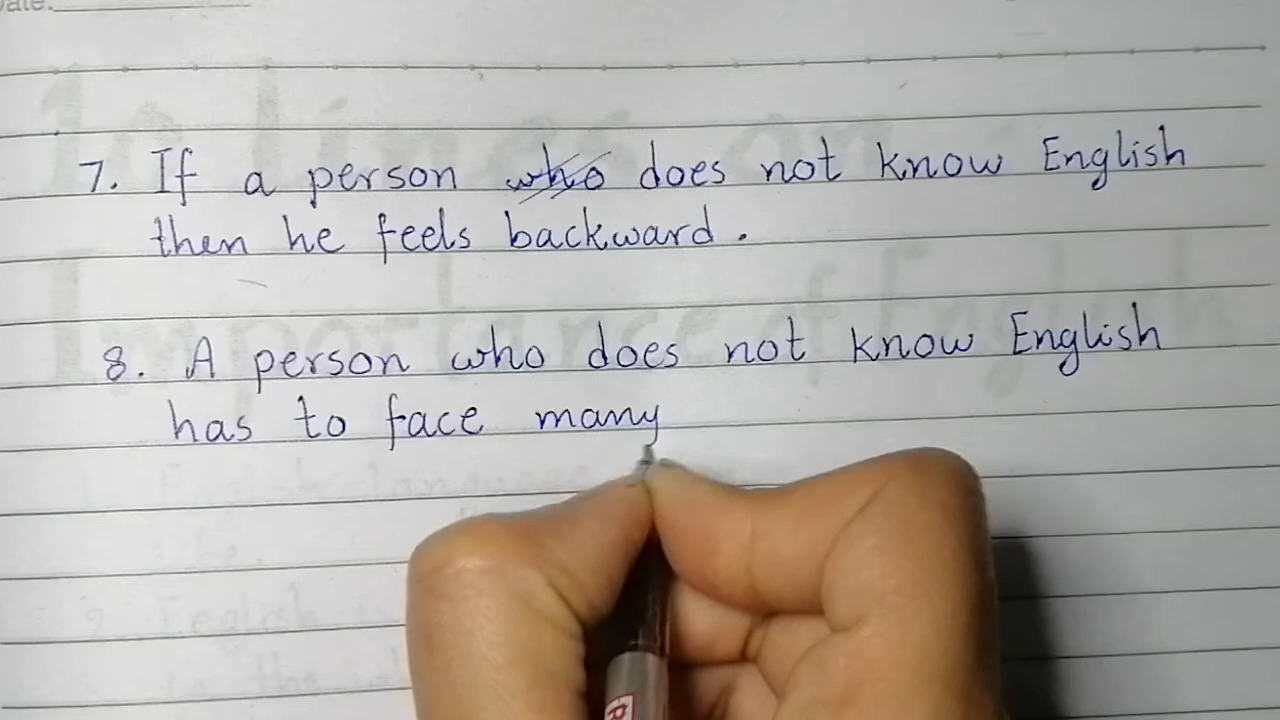 Date:
7. If a person who does not know English
then he feels backward.
8. A person who does not know English
has to face many